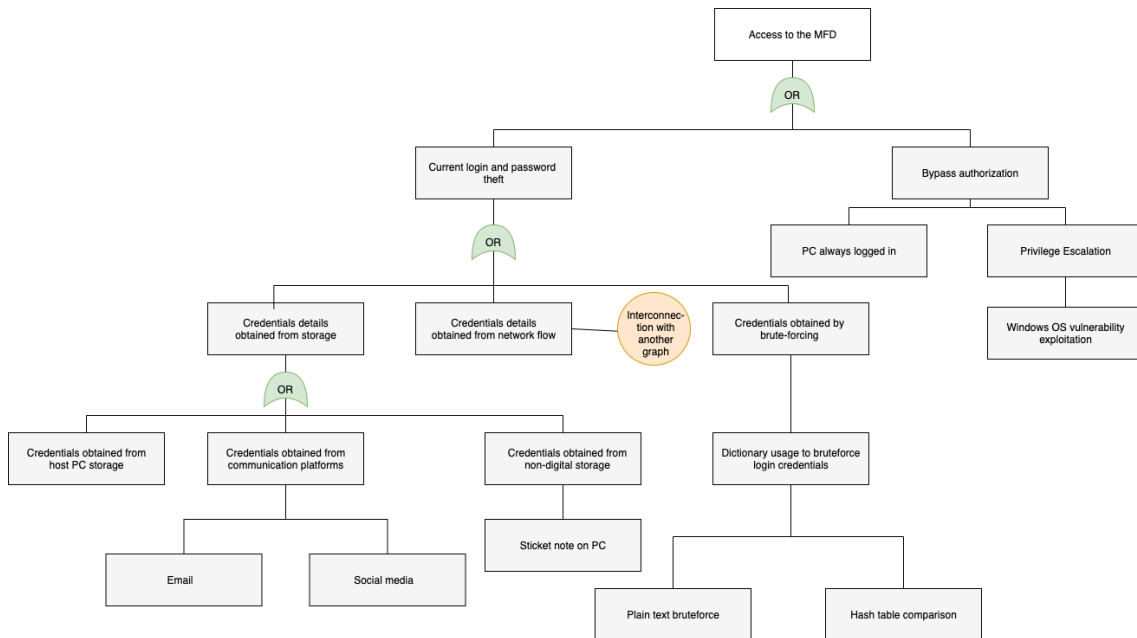 Access to the MFD
OR
Current login and password
theft
Bypass authorization
OR
PC always logged in
Privilege Escalation
Credentials details
obtained from storage
Credentials details
obtained from network flow
Interconnec-
tion with
another
graph
Credentials obtained by
brute-forcing
Windows OS vulnerability
exploitation
OR
Credentials obtained from
host PC storage
Credentials obtained from
communication platforms
Credentials obtained from
non-digital storage
Dictionary usage to bruteforce
login credentials
Email
Social media
Sticket note on PC
Plain text bruteforce
Hash table comparison